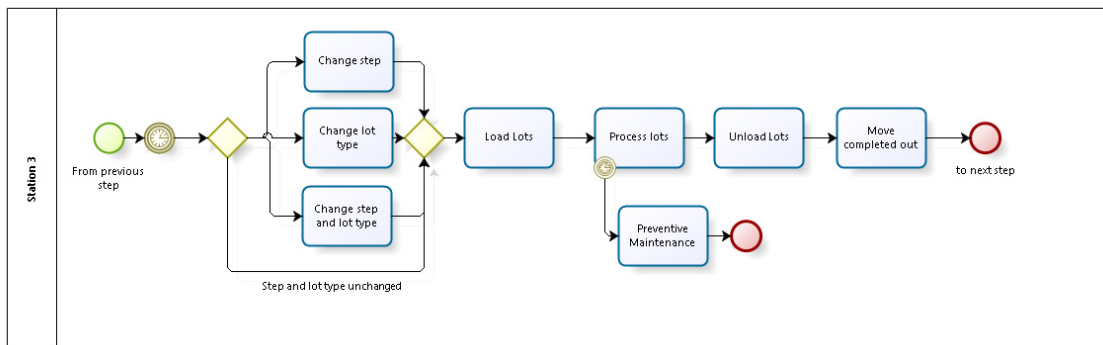 Station 3
From previous
step
Change step
Change lot
type
Change step
and lot type
Step and lot type unchanged
Load Lots
Process lots
Unload Lots
Move
completed out
to next step
Preventive
Maintenance